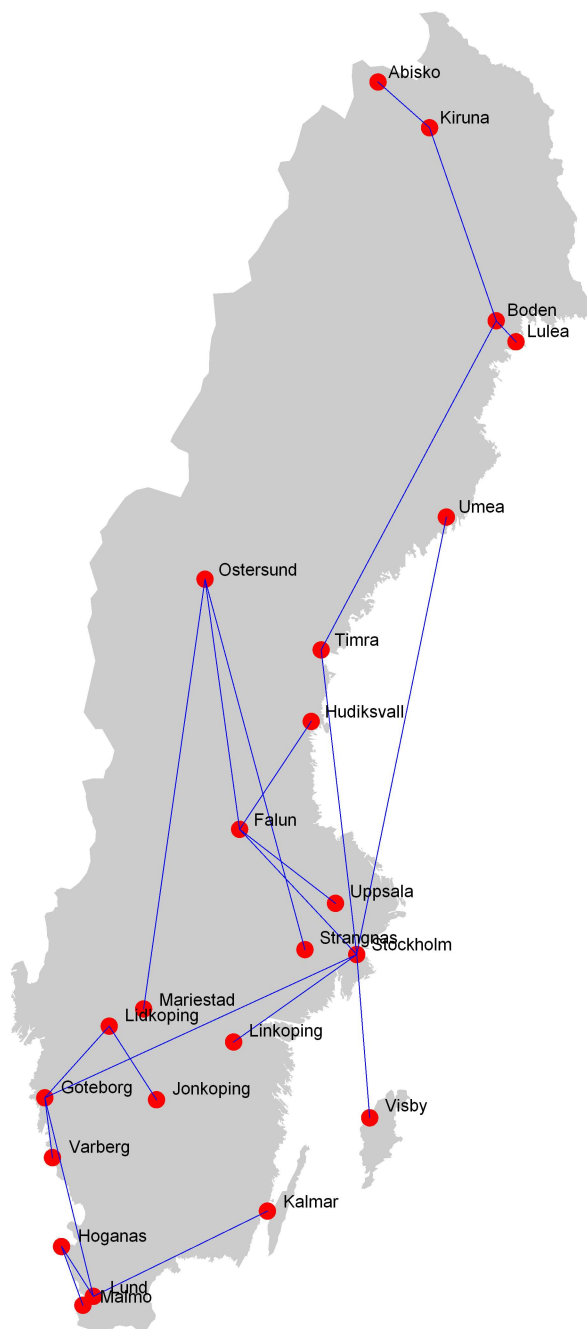 Abisko
Kiruna
Boden
Lulea
Umea
Ostersund
Timra
Hudiksvall
Falun
Uppsala
Strangnas
Stockholm
Mariestad
Lidkoping
Linkoping
Goteborg
Jonkoping
Visby
Varberg
Kalmar
Hoganas
Lund
Malmo